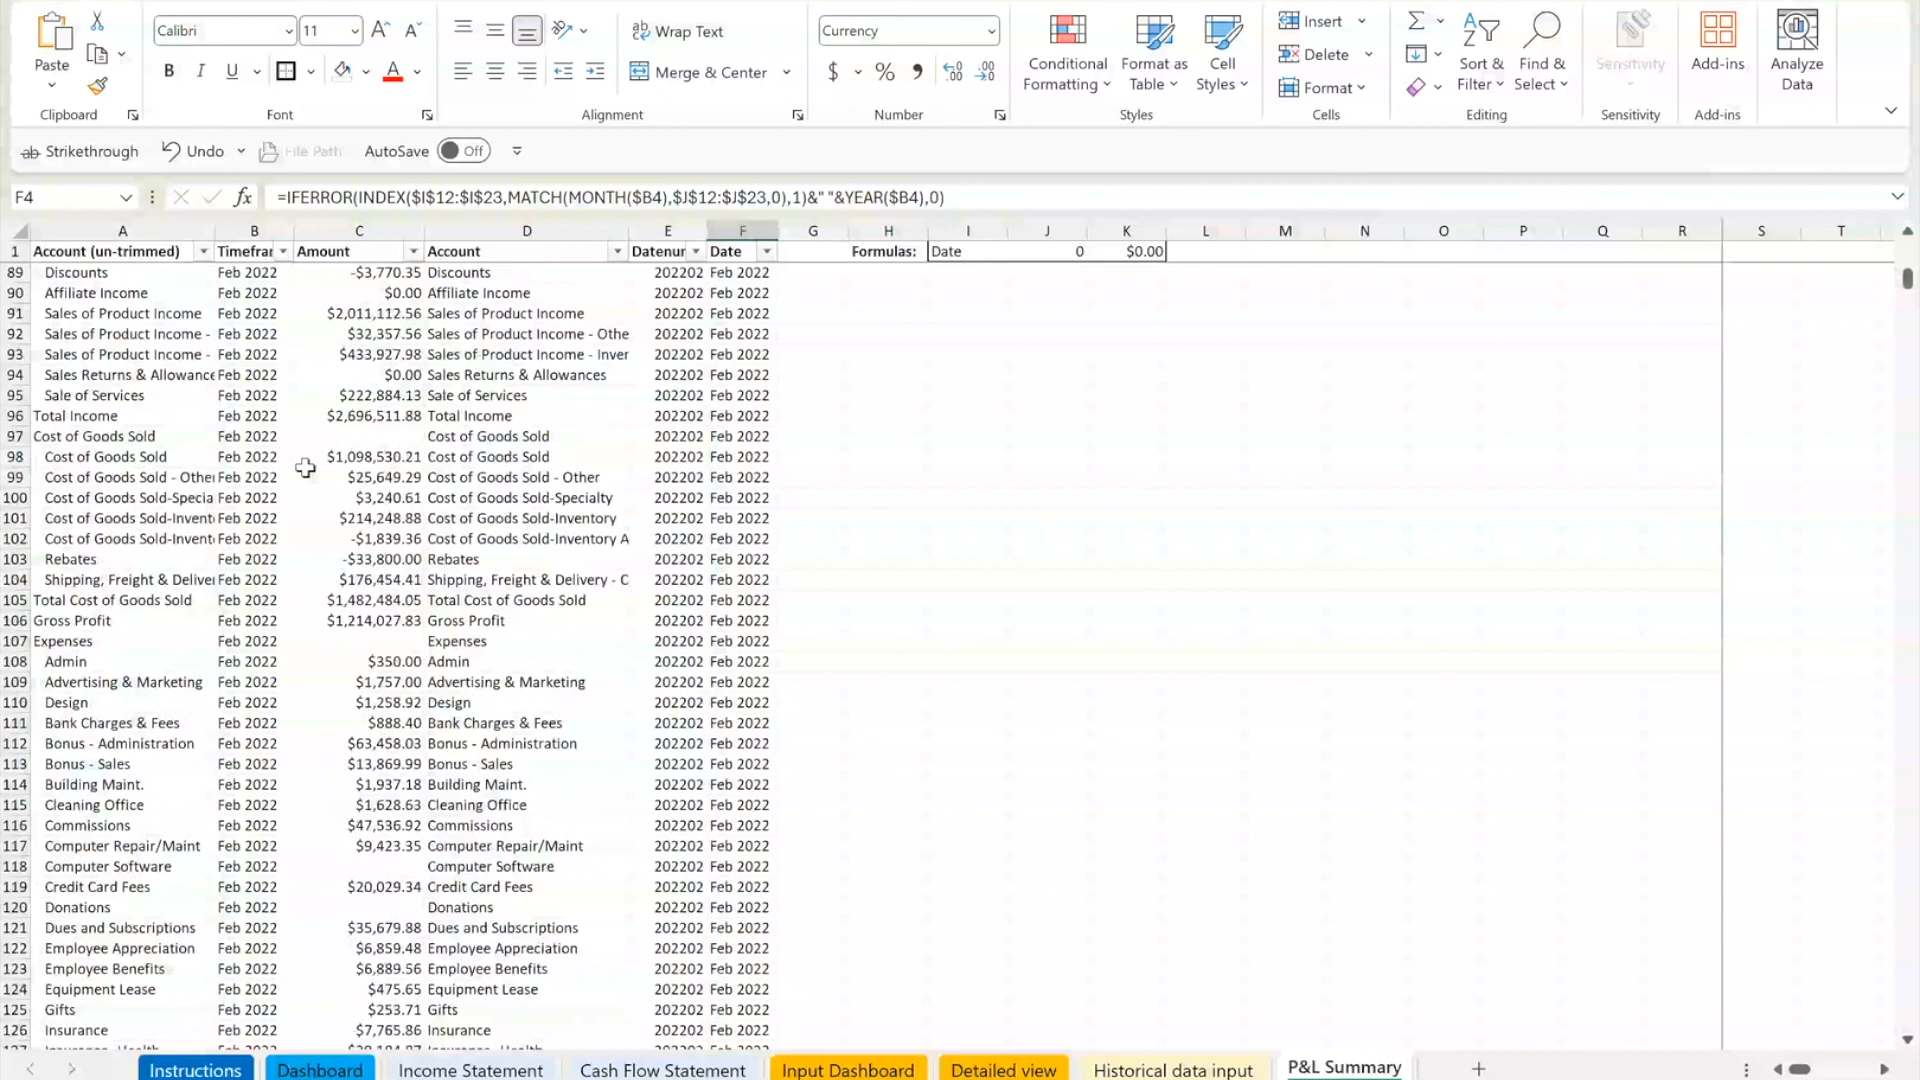 Paste
Clipboard
Calibri 11 A^ Aˇ
B I U A
Font
ab Wrap Text
Merge & Center
Alignment
Currency
$ % 9
Number
Conditional Formatting
Format as Table
Cell Styles
Styles
Insert
Delete
Format
Cells
Sort & Filter
Find & Select
Editing
Sensitivity
Sensitivity
Add-ins
Add-ins
Analyze Data
ab Strikethrough Undo File Path AutoSave Off
F4 fx =IFERROR(INDEX($I$12:$I$23,MATCH(MONTH($B4),$J$12:$J$23,0),1)&" "&YEAR($B4),0)
A B C D E F G H I J K L M N O P Q R S T
1 Account (un-trimmed) Timefrar Amount Account Datenur Date Formulas: Date 0 $0.00
89 Discounts Feb 2022 -$3,770.35 Discounts 202202 Feb 2022
90 Affiliate Income Feb 2022 $0.00 Affiliate Income 202202 Feb 2022
91 Sales of Product Income Feb 2022 $2,011,112.56 Sales of Product Income 202202 Feb 2022
92 Sales of Product Income - Feb 2022 $32,357.56 Sales of Product Income - Othe 202202 Feb 2022
93 Sales of Product Income - Feb 2022 $433,927.98 Sales of Product Income - Inver 202202 Feb 2022
94 Sales Returns & Allowance Feb 2022 $0.00 Sales Returns & Allowances 202202 Feb 2022
95 Sale of Services Feb 2022 $222,884.13 Sale of Services 202202 Feb 2022
96 Total Income Feb 2022 $2,696,511.88 Total Income 202202 Feb 2022
97 Cost of Goods Sold Feb 2022 Cost of Goods Sold 202202 Feb 2022
98 Cost of Goods Sold Feb 2022 $1,098,530.21 Cost of Goods Sold 202202 Feb 2022
99 Cost of Goods Sold - Other Feb 2022 $25,649.29 Cost of Goods Sold - Other 202202 Feb 2022
100 Cost of Goods Sold-Specia Feb 2022 $3,240.61 Cost of Goods Sold-Specialty 202202 Feb 2022
101 Cost of Goods Sold-Invent Feb 2022 $214,248.88 Cost of Goods Sold-Inventory 202202 Feb 2022
102 Cost of Goods Sold-Invent Feb 2022 -$1,839.36 Cost of Goods Sold-Inventory A 202202 Feb 2022
103 Rebates Feb 2022 -$33,800.00 Rebates 202202 Feb 2022
104 Shipping, Freight & Deliver Feb 2022 $176,454.41 Shipping, Freight & Delivery - C 202202 Feb 2022
105 Total Cost of Goods Sold Feb 2022 $1,482,484.05 Total Cost of Goods Sold 202202 Feb 2022
106 Gross Profit Feb 2022 $1,214,027.83 Gross Profit 202202 Feb 2022
107 Expenses Feb 2022 Expenses 202202 Feb 2022
108 Admin Feb 2022 $350.00 Admin 202202 Feb 2022
109 Advertising & Marketing Feb 2022 $1,757.00 Advertising & Marketing 202202 Feb 2022
110 Design Feb 2022 $1,258.92 Design 202202 Feb 2022
111 Bank Charges & Fees Feb 2022 $888.40 Bank Charges & Fees 202202 Feb 2022
112 Bonus - Administration Feb 2022 $63,458.03 Bonus - Administration 202202 Feb 2022
113 Bonus - Sales Feb 2022 $13,869.99 Bonus - Sales 202202 Feb 2022
114 Building Maint. Feb 2022 $1,937.18 Building Maint. 202202 Feb 2022
115 Cleaning Office Feb 2022 $1,628.63 Cleaning Office 202202 Feb 2022
116 Commissions Feb 2022 $47,536.92 Commissions 202202 Feb 2022
117 Computer Repair/Maint Feb 2022 $9,423.35 Computer Repair/Maint 202202 Feb 2022
118 Computer Software Feb 2022 Computer Software 202202 Feb 2022
119 Credit Card Fees Feb 2022 $20,029.34 Credit Card Fees 202202 Feb 2022
120 Donations Feb 2022 Donations 202202 Feb 2022
121 Dues and Subscriptions Feb 2022 $35,679.88 Dues and Subscriptions 202202 Feb 2022
122 Employee Appreciation Feb 2022 $6,859.48 Employee Appreciation 202202 Feb 2022
123 Employee Benefits Feb 2022 $6,889.56 Employee Benefits 202202 Feb 2022
124 Equipment Lease Feb 2022 $475.65 Equipment Lease 202202 Feb 2022
125 Gifts Feb 2022 $253.71 Gifts 202202 Feb 2022
126 Insurance Feb 2022 $7,765.86 Insurance 202202 Feb 2022
Instructions Dashboard Income Statement Cash Flow Statement Input Dashboard Detailed view Historical data input P&L Summary +